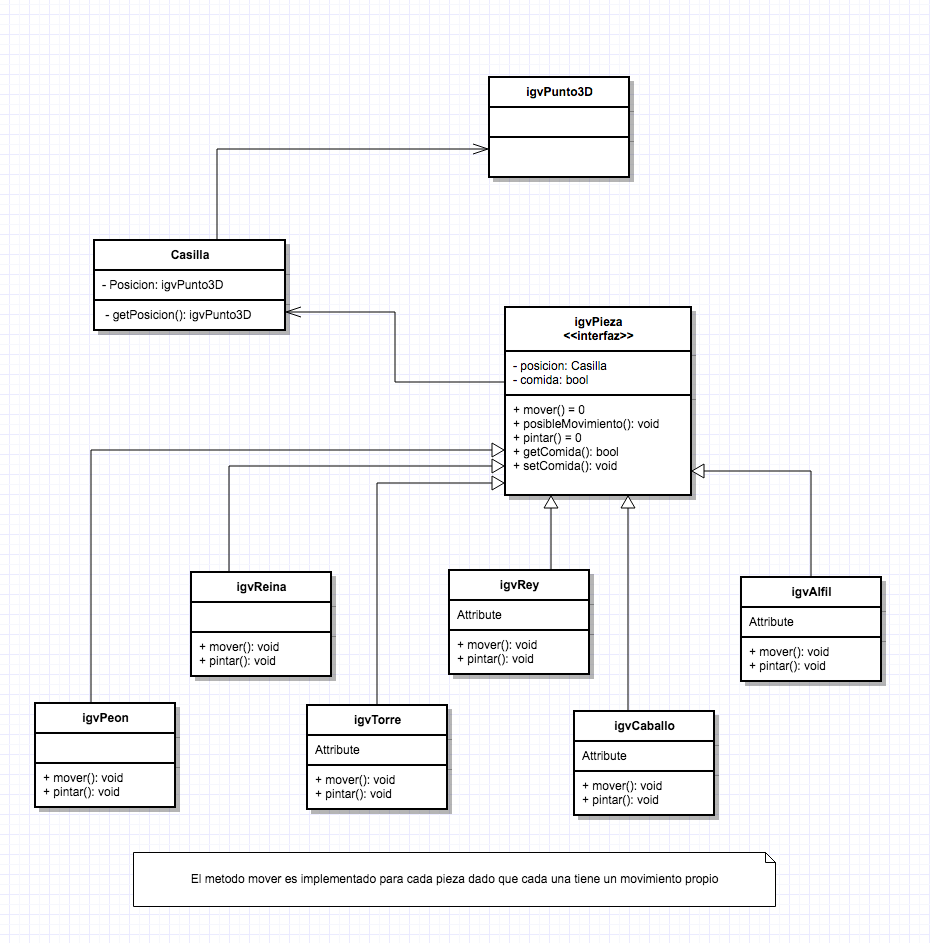 igvPunto3D
Casilla
- Posicion: igvPunto3D
- getPosicion(): igvPunto3D
igvPieza
<<interfaz>>
- posicion: Casilla
- comida: bool
+ mover() = 0
+ posibleMovimiento(): void
+ pintar() = 0
+ getComida(): bool
+ setComida(): void
igvReina
+ mover(): void
+ pintar(): void
igvRey
Attribute
+ mover(): void
+ pintar(): void
igvAlfil
Attribute
+ mover(): void
+ pintar(): void
igvPeon
+ mover(): void
+ pintar(): void
igvTorre
Attribute
+ mover(): void
+ pintar(): void
igvCaballo
Attribute
+ mover(): void
+ pintar(): void
El metodo mover es implementado para cada pieza dado que cada una tiene un movimiento propio